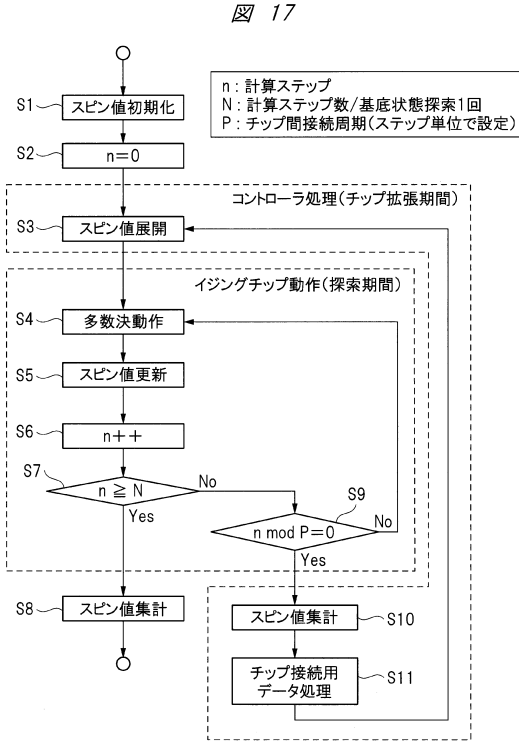 図 17
n : 計算ステップ
N : 計算ステップ数/基底状態探索1回
P : チップ間接続周期(ステップ単位で設定)
S1
スピン値初期化
S2
n=0
コントローラ処理(チップ拡張期間)
S3
スピン値展開
イジングチップ動作(探索期間)
S4
多数決動作
S5
スピン値更新
S6
n++
S7
n ≧ N
No
Yes
S9
n mod P=0
No
Yes
S8
スピン値集計
スピン値集計
S10
チップ接続用
データ処理
S11